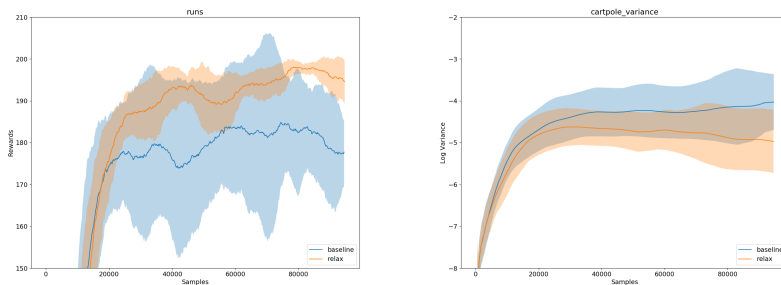 runs
210
200
190
180
170
160
150
Rewards
0
20000
40000
60000
80000
Samples
baseline
relax
cartpole_variance
−2
−3
−4
−5
−6
−7
−8
Log Variance
0
20000
40000
60000
80000
Samples
baseline
relax